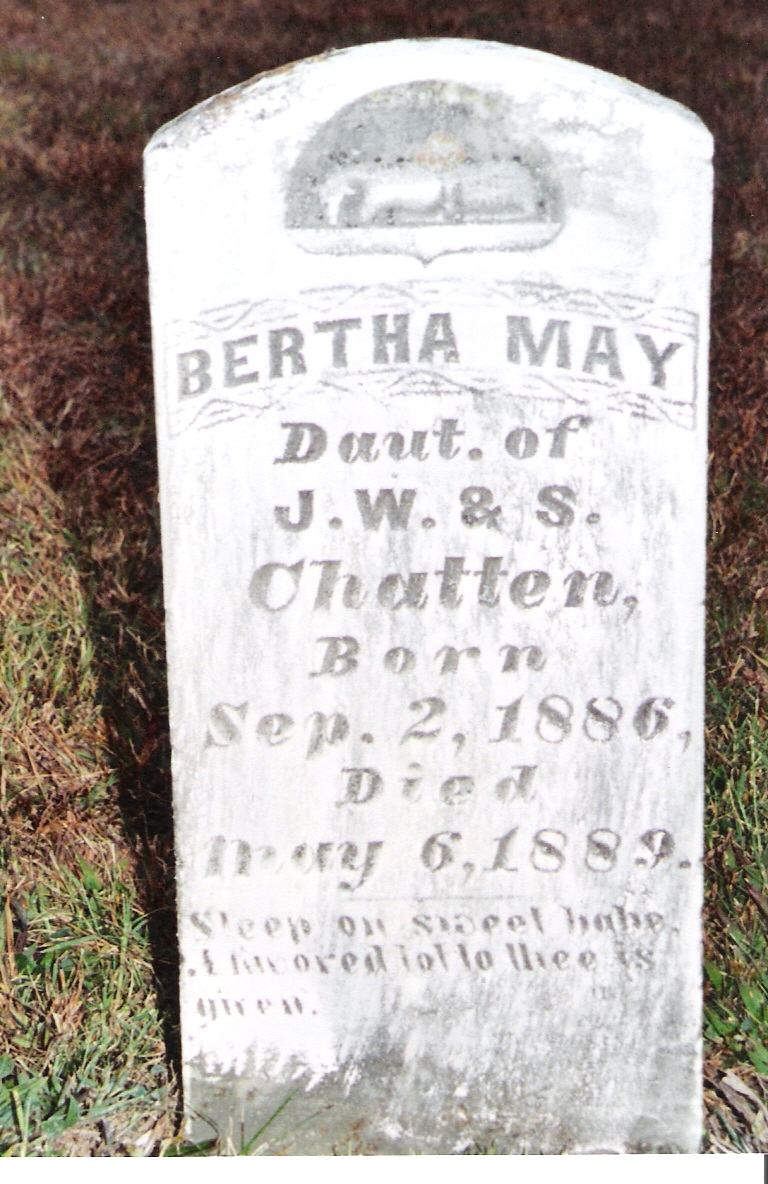 BERTHA MAY
Daut. of
J. W. & S.
Chatten,
Born
Sep. 2, 1886,
Died
May 6, 1889.
Sleep on sweet babe.
A favored lot to thee is
given.